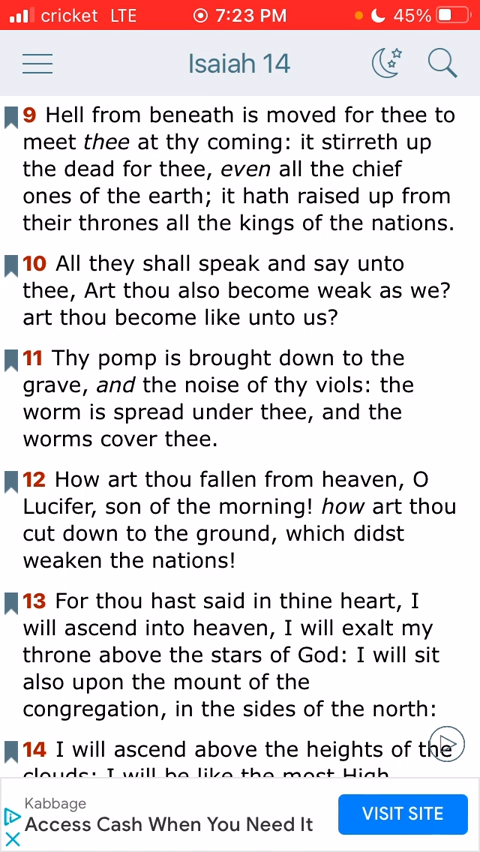 cricket LTE 7:23 PM 45%
Isaiah 14
9 Hell from beneath is moved for thee to
meet thee at thy coming: it stirreth up
the dead for thee, even all the chief
ones of the earth; it hath raised up from
their thrones all the kings of the nations.
10 All they shall speak and say unto
thee, Art thou also become weak as we?
art thou become like unto us?
11 Thy pomp is brought down to the
grave, and the noise of thy viols: the
worm is spread under thee, and the
worms cover thee.
12 How art thou fallen from heaven, O
Lucifer, son of the morning! how art thou
cut down to the ground, which didst
weaken the nations!
13 For thou hast said in thine heart, I
will ascend into heaven, I will exalt my
throne above the stars of God: I will sit
also upon the mount of the
congregation, in the sides of the north:
14 I will ascend above the heights of the
clouds; I will be like the most High.
Kabbage
Access Cash When You Need It
VISIT SITE